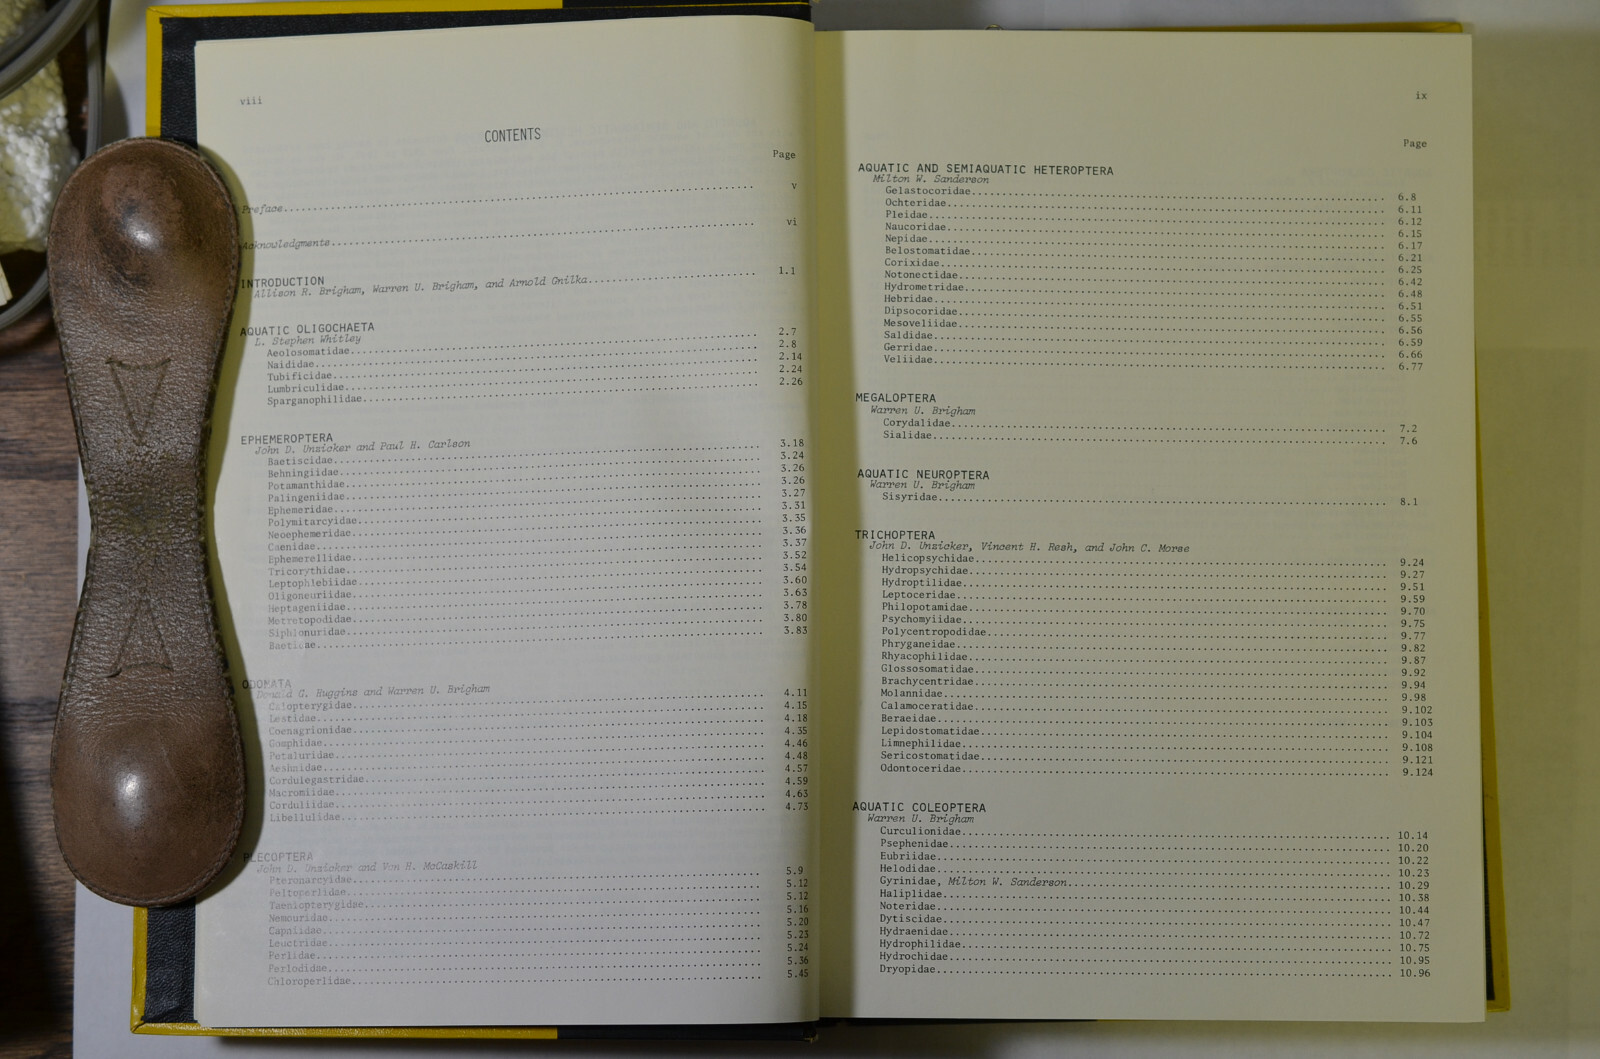 viii
CONTENTS
Page
Preface... v
Acknowledgments... vi
INTRODUCTION
Allison R. Brigham, Warren U. Brigham, and Arnold Gnilka... 1.1
AQUATIC OLIGOCHAETA
L. Stephen Whitley
Aeolosomatidae... 2.7
Naididae... 2.8
Tubificidae... 2.14
Lumbriculidae... 2.24
Sparganophilidae... 2.26
EPHEMEROPTERA
John D. Unzicker and Paul H. Carlson
Baetiscidae... 3.18
Behningiidae... 3.24
Potamanthidae... 3.26
Palingeniidae... 3.26
Ephemeridae... 3.27
Polymitarcyidae... 3.31
Neoephemeridae... 3.35
Caenidae... 3.36
Ephemerellidae... 3.37
Tricorythidae... 3.52
Leptophlebiidae... 3.54
Oligoneuriidae... 3.60
Heptageniidae... 3.63
Metretopodidae... 3.78
Siphlonuridae... 3.80
Baetidae... 3.83
ODONATA
Donald G. Huggins and Warren U. Brigham
Calopterygidae... 4.11
Lestidae... 4.15
Coenagrionidae... 4.18
Gomphidae... 4.35
Petaluridae... 4.46
Aeshnidae... 4.48
Cordulegastridae... 4.57
Macromiidae... 4.59
Corduliidae... 4.63
Libellulidae... 4.73
PLECOPTERA
John D. Unzicker and Von H. McCaskill
Pteronarcyidae... 5.9
Peltoperlidae... 5.12
Taeniopterygidae... 5.12
Nemouridae... 5.16
Capniidae... 5.20
Leuctridae... 5.23
Perlidae... 5.24
Perlodidae... 5.36
Chloroperlidae... 5.45
ix
Page
AQUATIC AND SEMIAQUATIC HETEROPTERA
Milton W. Sanderson
Gelastocoridae... 6.8
Ochteridae... 6.11
Pleidae... 6.12
Naucoridae... 6.15
Nepidae... 6.17
Belostomatidae... 6.21
Corixidae... 6.25
Notonectidae... 6.42
Hydrometridae... 6.48
Hebridae... 6.51
Dipsocoridae... 6.55
Mesoveliidae... 6.56
Saldidae... 6.59
Gerridae... 6.66
Veliidae... 6.77
MEGALOPTERA
Warren U. Brigham
Corydalidae... 7.2
Sialidae... 7.6
AQUATIC NEUROPTERA
Warren U. Brigham
Sisyridae... 8.1
TRICHOPTERA
John D. Unzicker, Vincent H. Resh, and John C. Morse
Helicopsychidae... 9.24
Hydropsychidae... 9.27
Hydroptilidae... 9.51
Leptoceridae... 9.59
Philopotamidae... 9.70
Psychomyiidae... 9.75
Polycentropodidae... 9.77
Phryganeidae... 9.82
Rhyacophilidae... 9.87
Glossosomatidae... 9.92
Brachycentridae... 9.94
Molannidae... 9.98
Calamoceratidae... 9.102
Beraeidae... 9.103
Lepidostomatidae... 9.104
Limnephilidae... 9.108
Sericostomatidae... 9.121
Odontoceridae... 9.124
AQUATIC COLEOPTERA
Warren U. Brigham
Curculionidae... 10.14
Psephenidae... 10.20
Eubriidae... 10.22
Helodidae... 10.23
Gyrinidae, Milton W. Sanderson... 10.29
Haliplidae... 10.38
Noteridae... 10.44
Dytiscidae... 10.47
Hydraenidae... 10.72
Hydrophilidae... 10.75
Hydrochidae... 10.95
Dryopidae... 10.96